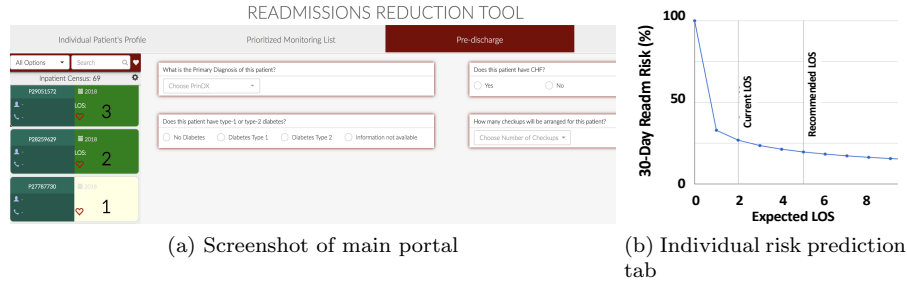 READMISSIONS REDUCTION TOOL
Individual Patient's Profile
Prioritized Monitoring List
Pre-discharge
All Options
Search
Inpatient Census: 69
P29051572
2018
LOS:
3
P28259629
2018
LOS:
2
P27787730
2018
1
What is the Primary Diagnosis of this patient?
Choose PrinDX
Does this patient have CHF?
Yes
No
Does this patient have type-1 or type-2 diabetes?
No Diabetes
Diabetes Type 1
Diabetes Type 2
Information not available
How many checkups will be arranged for this patient?
Choose Number of Checkups
(a) Screenshot of main portal
30-Day Readm Risk (%)
100
50
0
Current LOS
Recommended LOS
0 2 4 6 8
Expected LOS
(b) Individual risk prediction
tab